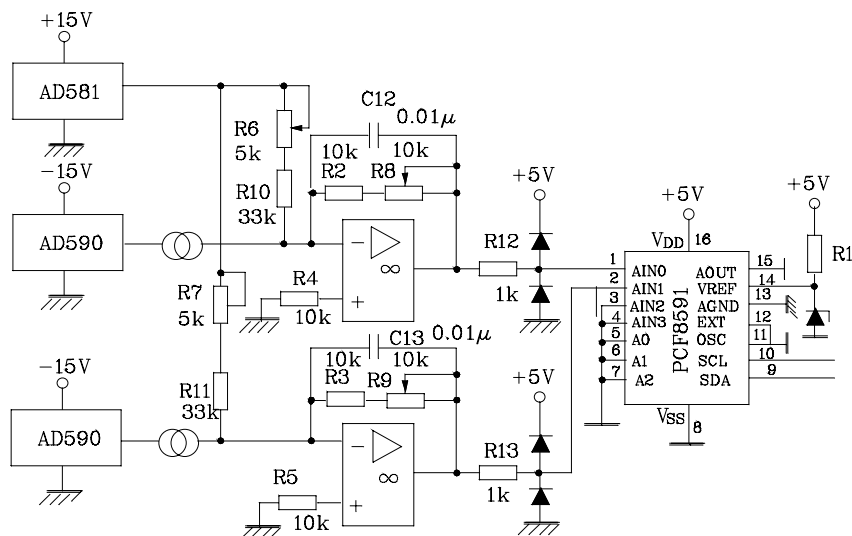 +15V
AD581
C12
0.01μ
R6
5k
10k
10k
R2
R8
-15V
R10
33k
+5V
+5V
+5V
AD590
R12
VDD
16
R1
-
∞
+
R4
10k
1k
R7
5k
1
2
3
4
5
6
7
AIN0
AIN1
AIN2
AIN3
A0
A1
A2
PCF8591
AOUT
VREF
AGND
EXT
OSC
SCL
SDA
15
14
13
12
11
10
9
VSS
8
C13
0.01μ
10k
10k
R3
R9
-15V
R11
33k
+5V
AD590
R13
-
∞
+
R5
10k
1k